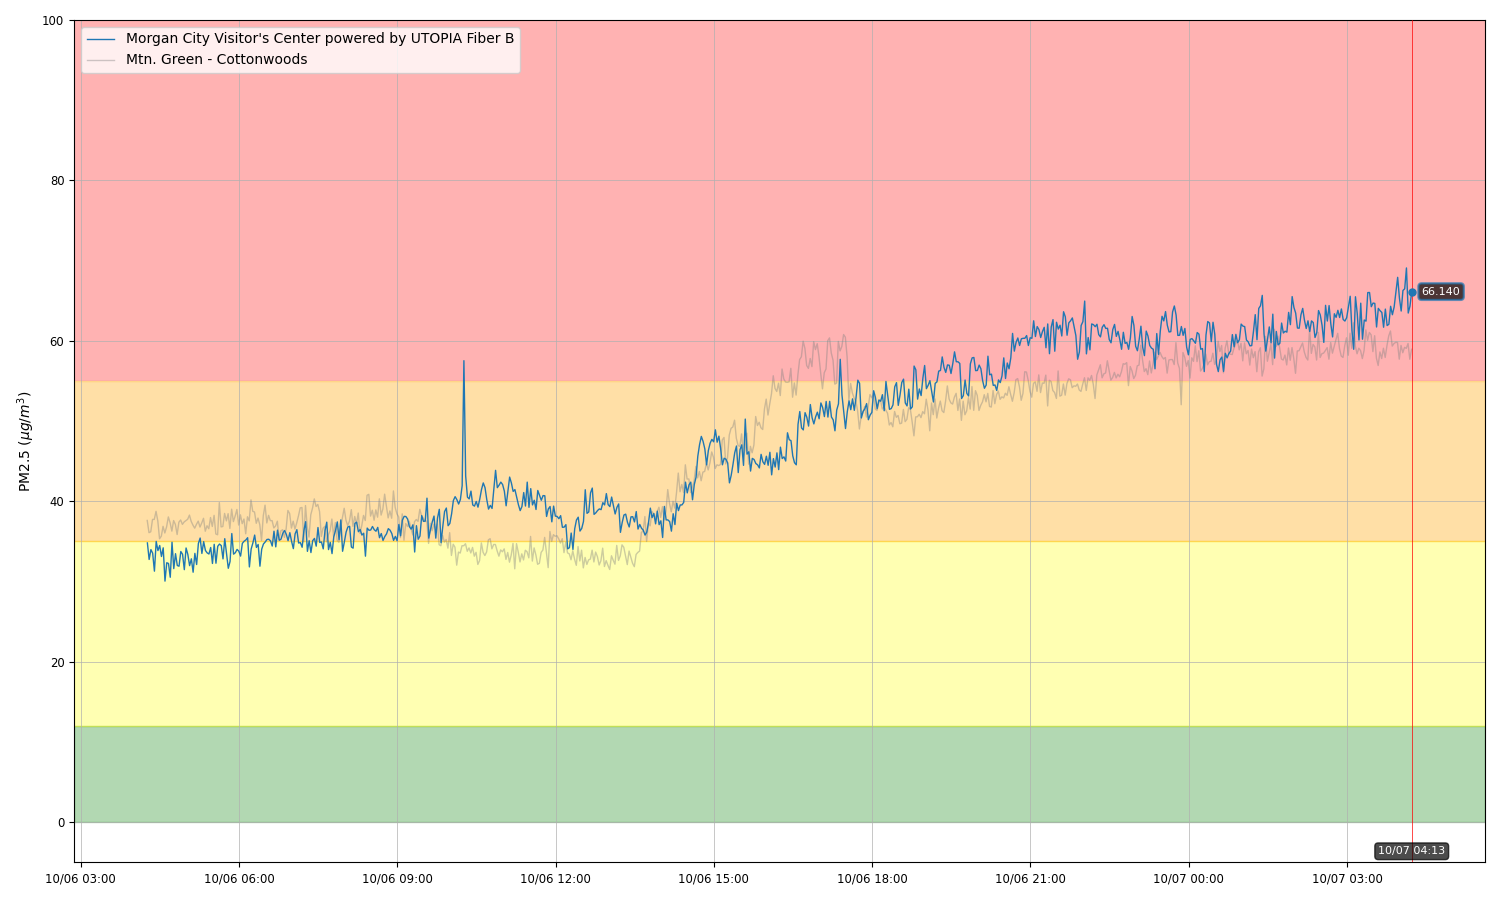 100
Morgan City Visitor's Center powered by UTOPIA Fiber B
Mtn. Green - Cottonwoods
80
66.140
60
PM2.5 (μg/m³)
40
20
0
10/07 04:13
10/06 03:00 10/06 06:00 10/06 09:00 10/06 12:00 10/06 15:00 10/06 18:00 10/06 21:00 10/07 00:00 10/07 03:00